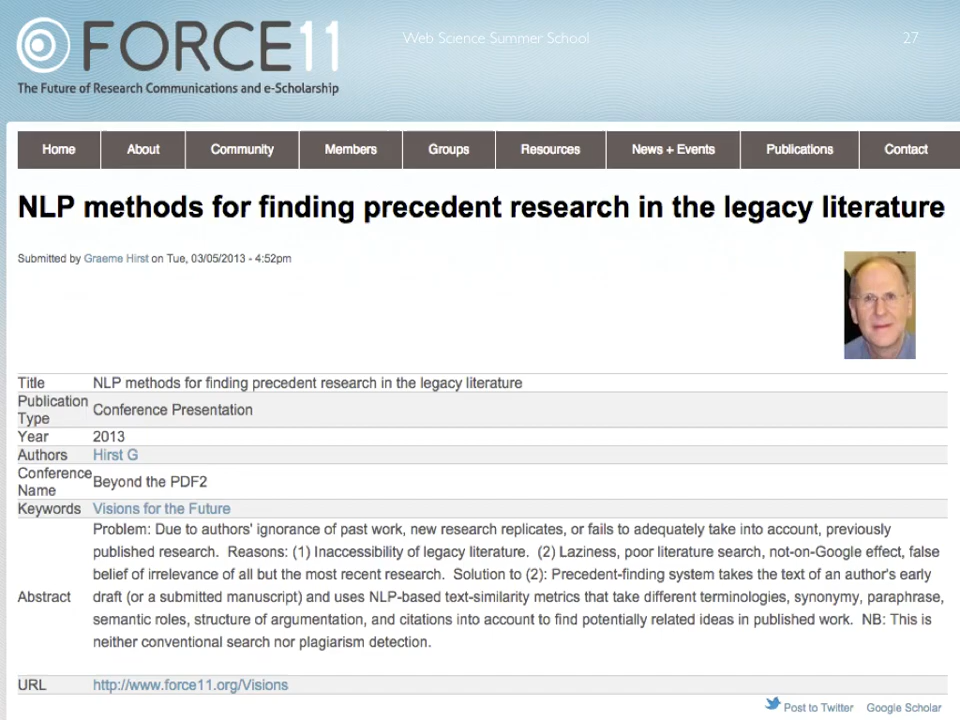 FORCE11
Web Science Summer School
27
The Future of Research Communications and e-Scholarship
Home About Community Members Groups Resources News + Events Publications Contact
NLP methods for finding precedent research in the legacy literature
Submitted by Graeme Hirst on Tue, 03/05/2013 - 4:52pm
Title NLP methods for finding precedent research in the legacy literature
Publication Type Conference Presentation
Year 2013
Authors Hirst G
Conference Name Beyond the PDF2
Keywords Visions for the Future
Abstract
Problem: Due to authors' ignorance of past work, new research replicates, or fails to adequately take into account, previously
published research. Reasons: (1) Inaccessibility of legacy literature. (2) Laziness, poor literature search, not-on-Google effect, false
belief of irrelevance of all but the most recent research. Solution to (2): Precedent-finding system takes the text of an author's early
draft (or a submitted manuscript) and uses NLP-based text-similarity metrics that take different terminologies, synonymy, paraphrase,
semantic roles, structure of argumentation, and citations into account to find potentially related ideas in published work. NB: This is
neither conventional search nor plagiarism detection.
URL http://www.force11.org/Visions
Post to Twitter Google Scholar